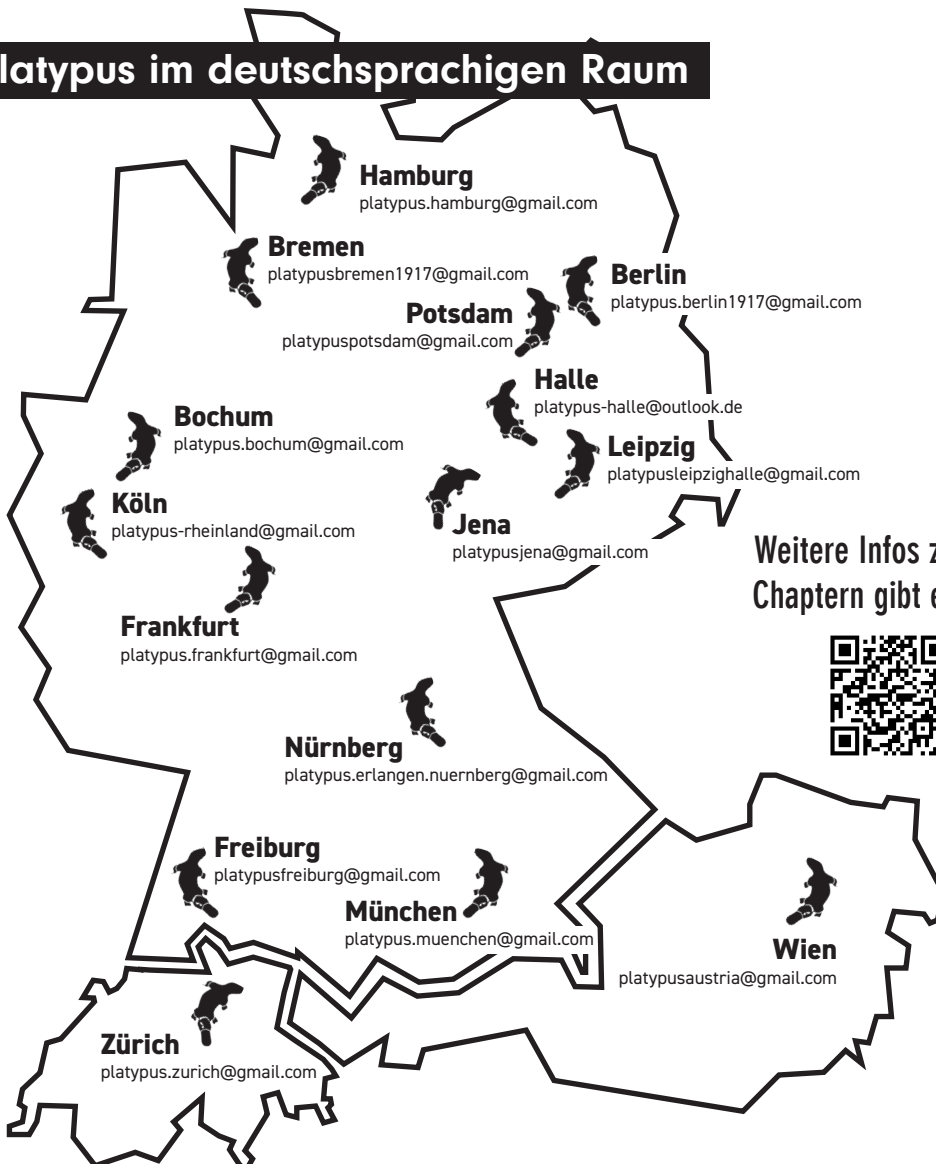 latypus im deutschsprachigen Raum
Hamburg
platypus.hamburg@gmail.com
Bremen
platypusbremen1917@gmail.com
Berlin
platypus.berlin1917@gmail.com
Potsdam
platypuspotsdam@gmail.com
Halle
platypus-halle@outlook.de
Bochum
platypus.bochum@gmail.com
Leipzig
platypusleipzighalle@gmail.com
Köln
platypus-rheinland@gmail.com
Jena
platypusjena@gmail.com
Weitere Infos z
Chaptern gibt e
Frankfurt
platypus.frankfurt@gmail.com
Nürnberg
platypus.erlangen.nuernberg@gmail.com
Freiburg
platypusfreiburg@gmail.com
München
platypus.muenchen@gmail.com
Wien
platypusaustria@gmail.com
Zürich
platypus.zurich@gmail.com